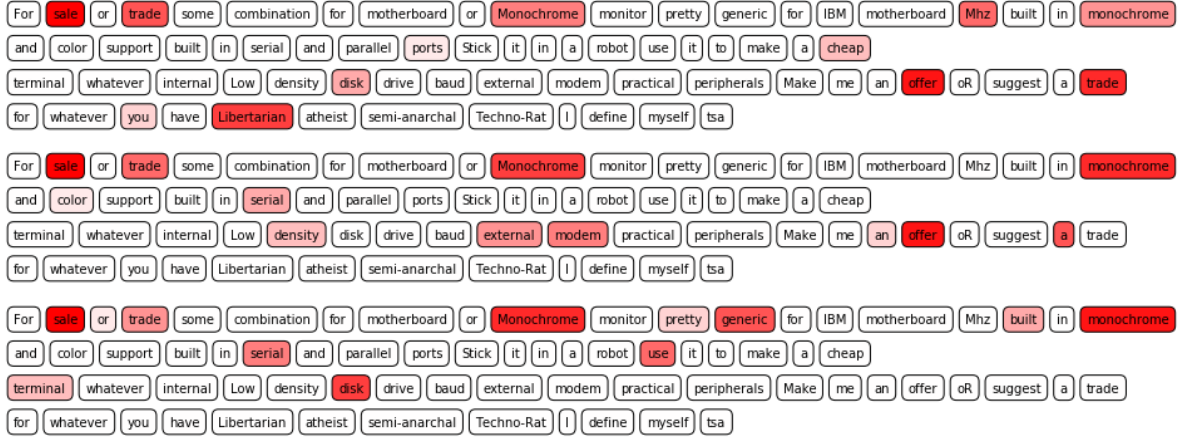 For sale or trade some combination for motherboard or Monochrome monitor pretty generic for IBM motherboard Mhz built in monochrome
and color support built in serial and parallel ports Stick it in a robot use it to make a cheap
terminal whatever internal Low density disk drive baud external modem practical peripherals Make me an offer oR suggest a trade
for whatever you have Libertarian atheist semi-anarchal Techno-Rat I define myself tsa
For sale or trade some combination for motherboard or Monochrome monitor pretty generic for IBM motherboard Mhz built in monochrome
and color support built in serial and parallel ports Stick it in a robot use it to make a cheap
terminal whatever internal Low density disk drive baud external modem practical peripherals Make me an offer oR suggest a trade
for whatever you have Libertarian atheist semi-anarchal Techno-Rat I define myself tsa
For sale or trade some combination for motherboard or Monochrome monitor pretty generic for IBM motherboard Mhz built in monochrome
and color support built in serial and parallel ports Stick it in a robot use it to make a cheap
terminal whatever internal Low density disk drive baud external modem practical peripherals Make me an offer oR suggest a trade
for whatever you have Libertarian atheist semi-anarchal Techno-Rat I define myself tsa